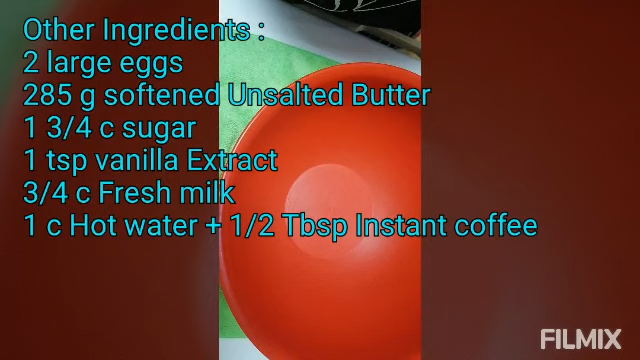 Other Ingredients :
2 large eggs
285 g softened Unsalted Butter
1 3/4 c sugar
1 tsp vanilla Extract
3/4 c Fresh milk
1 c Hot water + 1/2 Tbsp Instant coffee
FILMIX